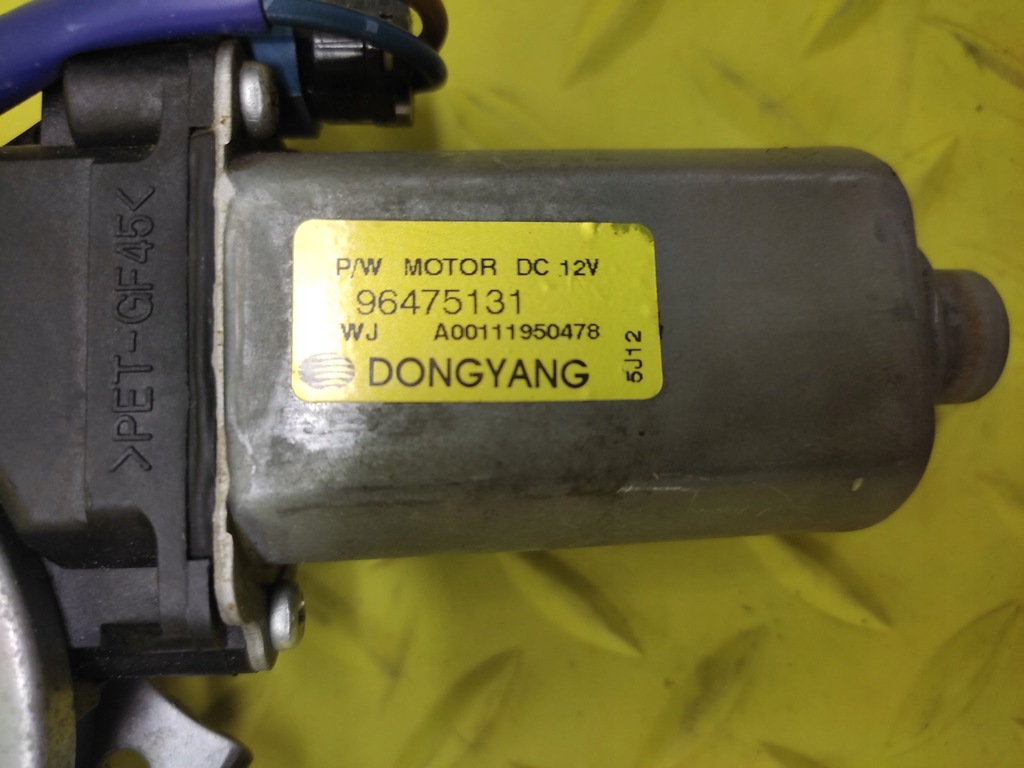 P/W MOTOR DC 12V
96475131
WJ A00111950478
DONGYANG
5J12
>PET-GF45<